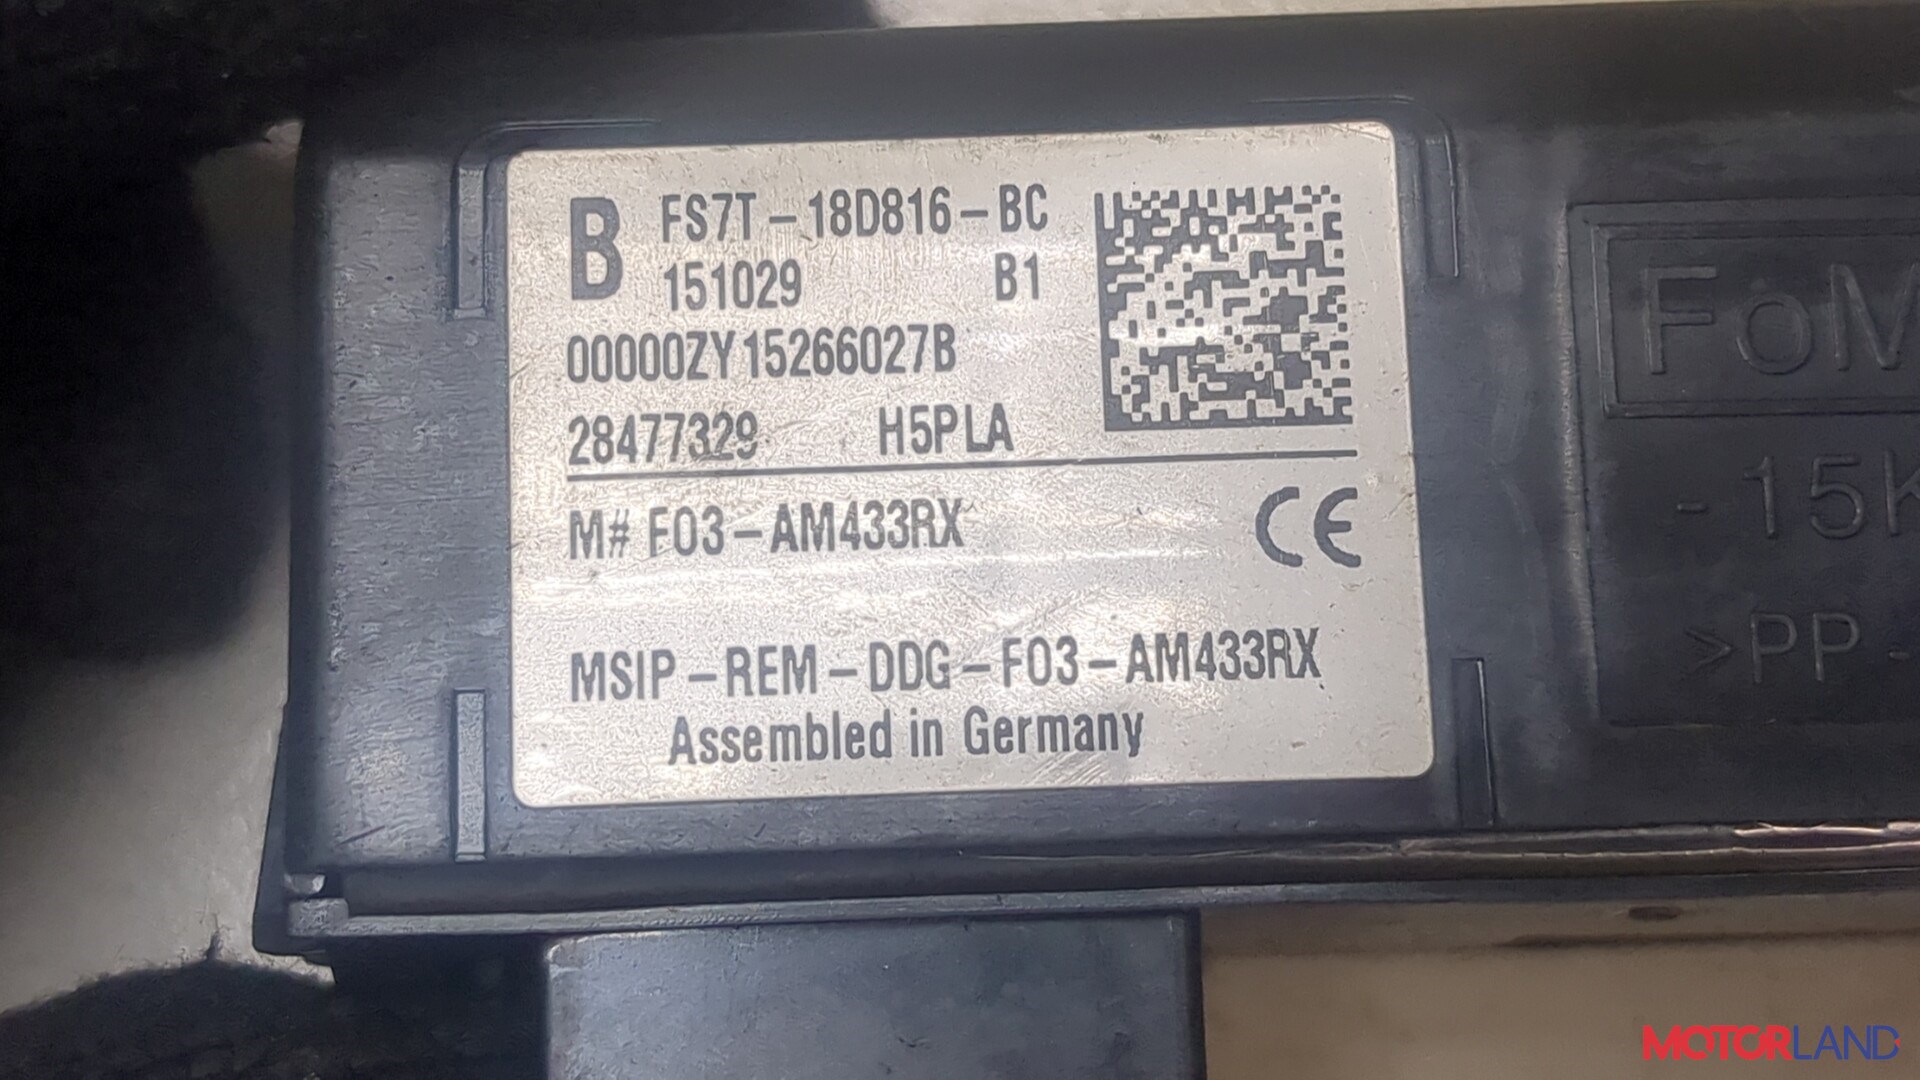 B FS7T-18D816-BC
151029 B1
00000ZY15266027B
28477329 H5PLA
M# F03-AM433RX CE
MSIP-REM-DDG-F03-AM433RX
Assembled in Germany
FoM
-15K
>PP-
MOTORLAND